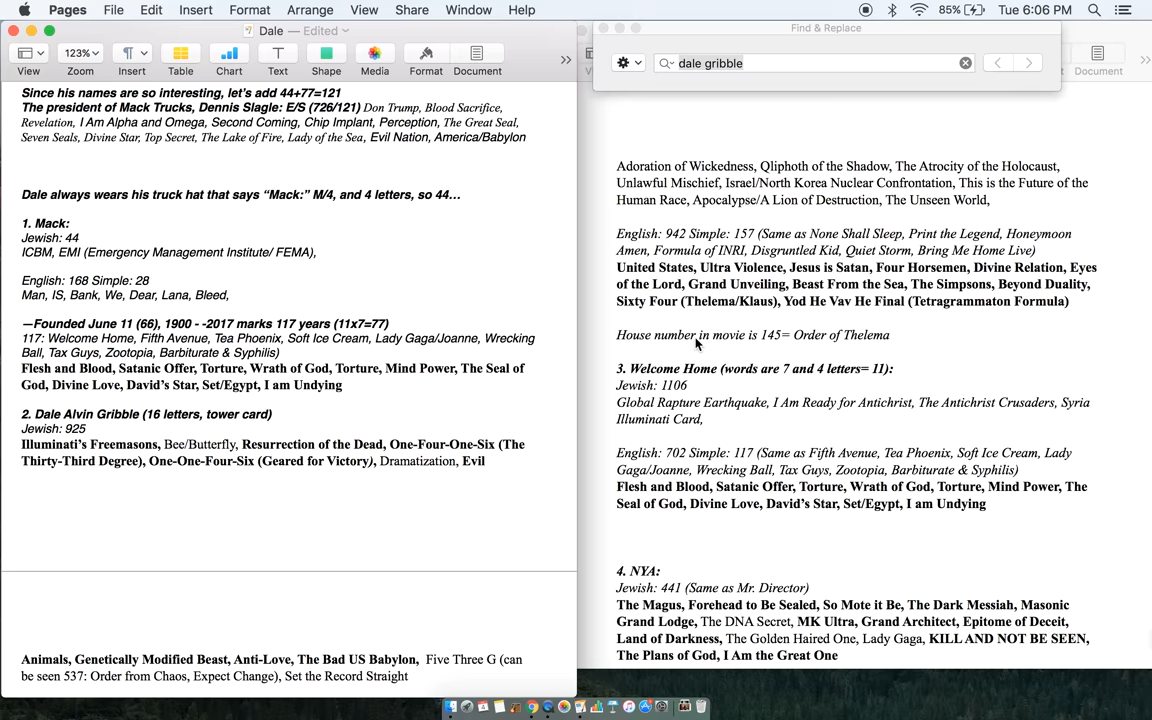 Pages File Edit Insert Format Arrange View Share Window Help
85% Tue 6:06 PM
Dale — Edited
Find & Replace
123%
View Zoom Insert Table Chart Text Shape Media Format Document
dale gribble
Document
Since his names are so interesting, let's add 44+77=121
The president of Mack Trucks, Dennis Slagle: E/S (726/121) Don Trump, Blood Sacrifice,
Revelation, I Am Alpha and Omega, Second Coming, Chip Implant, Perception, The Great Seal,
Seven Seals, Divine Star, Top Secret, The Lake of Fire, Lady of the Sea, Evil Nation, America/Babylon
Dale always wears his truck hat that says “Mack:” M/4, and 4 letters, so 44…
1. Mack:
Jewish: 44
ICBM, EMI (Emergency Management Institute/ FEMA),
English: 168 Simple: 28
Man, IS, Bank, We, Dear, Lana, Bleed,
—Founded June 11 (66), 1900 - -2017 marks 117 years (11x7=77)
117: Welcome Home, Fifth Avenue, Tea Phoenix, Soft Ice Cream, Lady Gaga/Joanne, Wrecking
Ball, Tax Guys, Zootopia, Barbiturate & Syphilis)
Flesh and Blood, Satanic Offer, Torture, Wrath of God, Torture, Mind Power, The Seal of
God, Divine Love, David's Star, Set/Egypt, I am Undying
2. Dale Alvin Gribble (16 letters, tower card)
Jewish: 925
Illuminati's Freemasons, Bee/Butterfly, Resurrection of the Dead, One-Four-One-Six (The
Thirty-Third Degree), One-One-Four-Six (Geared for Victory), Dramatization, Evil
Animals, Genetically Modified Beast, Anti-Love, The Bad US Babylon, Five Three G (can
be seen 537: Order from Chaos, Expect Change), Set the Record Straight
Adoration of Wickedness, Qliphoth of the Shadow, The Atrocity of the Holocaust,
Unlawful Mischief, Israel/North Korea Nuclear Confrontation, This is the Future of the
Human Race, Apocalypse/A Lion of Destruction, The Unseen World,
English: 942 Simple: 157 (Same as None Shall Sleep, Print the Legend, Honeymoon
Amen, Formula of INRI, Disgruntled Kid, Quiet Storm, Bring Me Home Live)
United States, Ultra Violence, Jesus is Satan, Four Horsemen, Divine Relation, Eyes
of the Lord, Grand Unveiling, Beast From the Sea, The Simpsons, Beyond Duality,
Sixty Four (Thelema/Klaus), Yod He Vav He Final (Tetragrammaton Formula)
House number in movie is 145= Order of Thelema
3. Welcome Home (words are 7 and 4 letters= 11):
Jewish: 1106
Global Rapture Earthquake, I Am Ready for Antichrist, The Antichrist Crusaders, Syria
Illuminati Card,
English: 702 Simple: 117 (Same as Fifth Avenue, Tea Phoenix, Soft Ice Cream, Lady
Gaga/Joanne, Wrecking Ball, Tax Guys, Zootopia, Barbiturate & Syphilis)
Flesh and Blood, Satanic Offer, Torture, Wrath of God, Torture, Mind Power, The
Seal of God, Divine Love, David's Star, Set/Egypt, I am Undying
4. NYA:
Jewish: 441 (Same as Mr. Director)
The Magus, Forehead to Be Sealed, So Mote it Be, The Dark Messiah, Masonic
Grand Lodge, The DNA Secret, MK Ultra, Grand Architect, Epitome of Deceit,
Land of Darkness, The Golden Haired One, Lady Gaga, KILL AND NOT BE SEEN,
The Plans of God, I Am the Great One